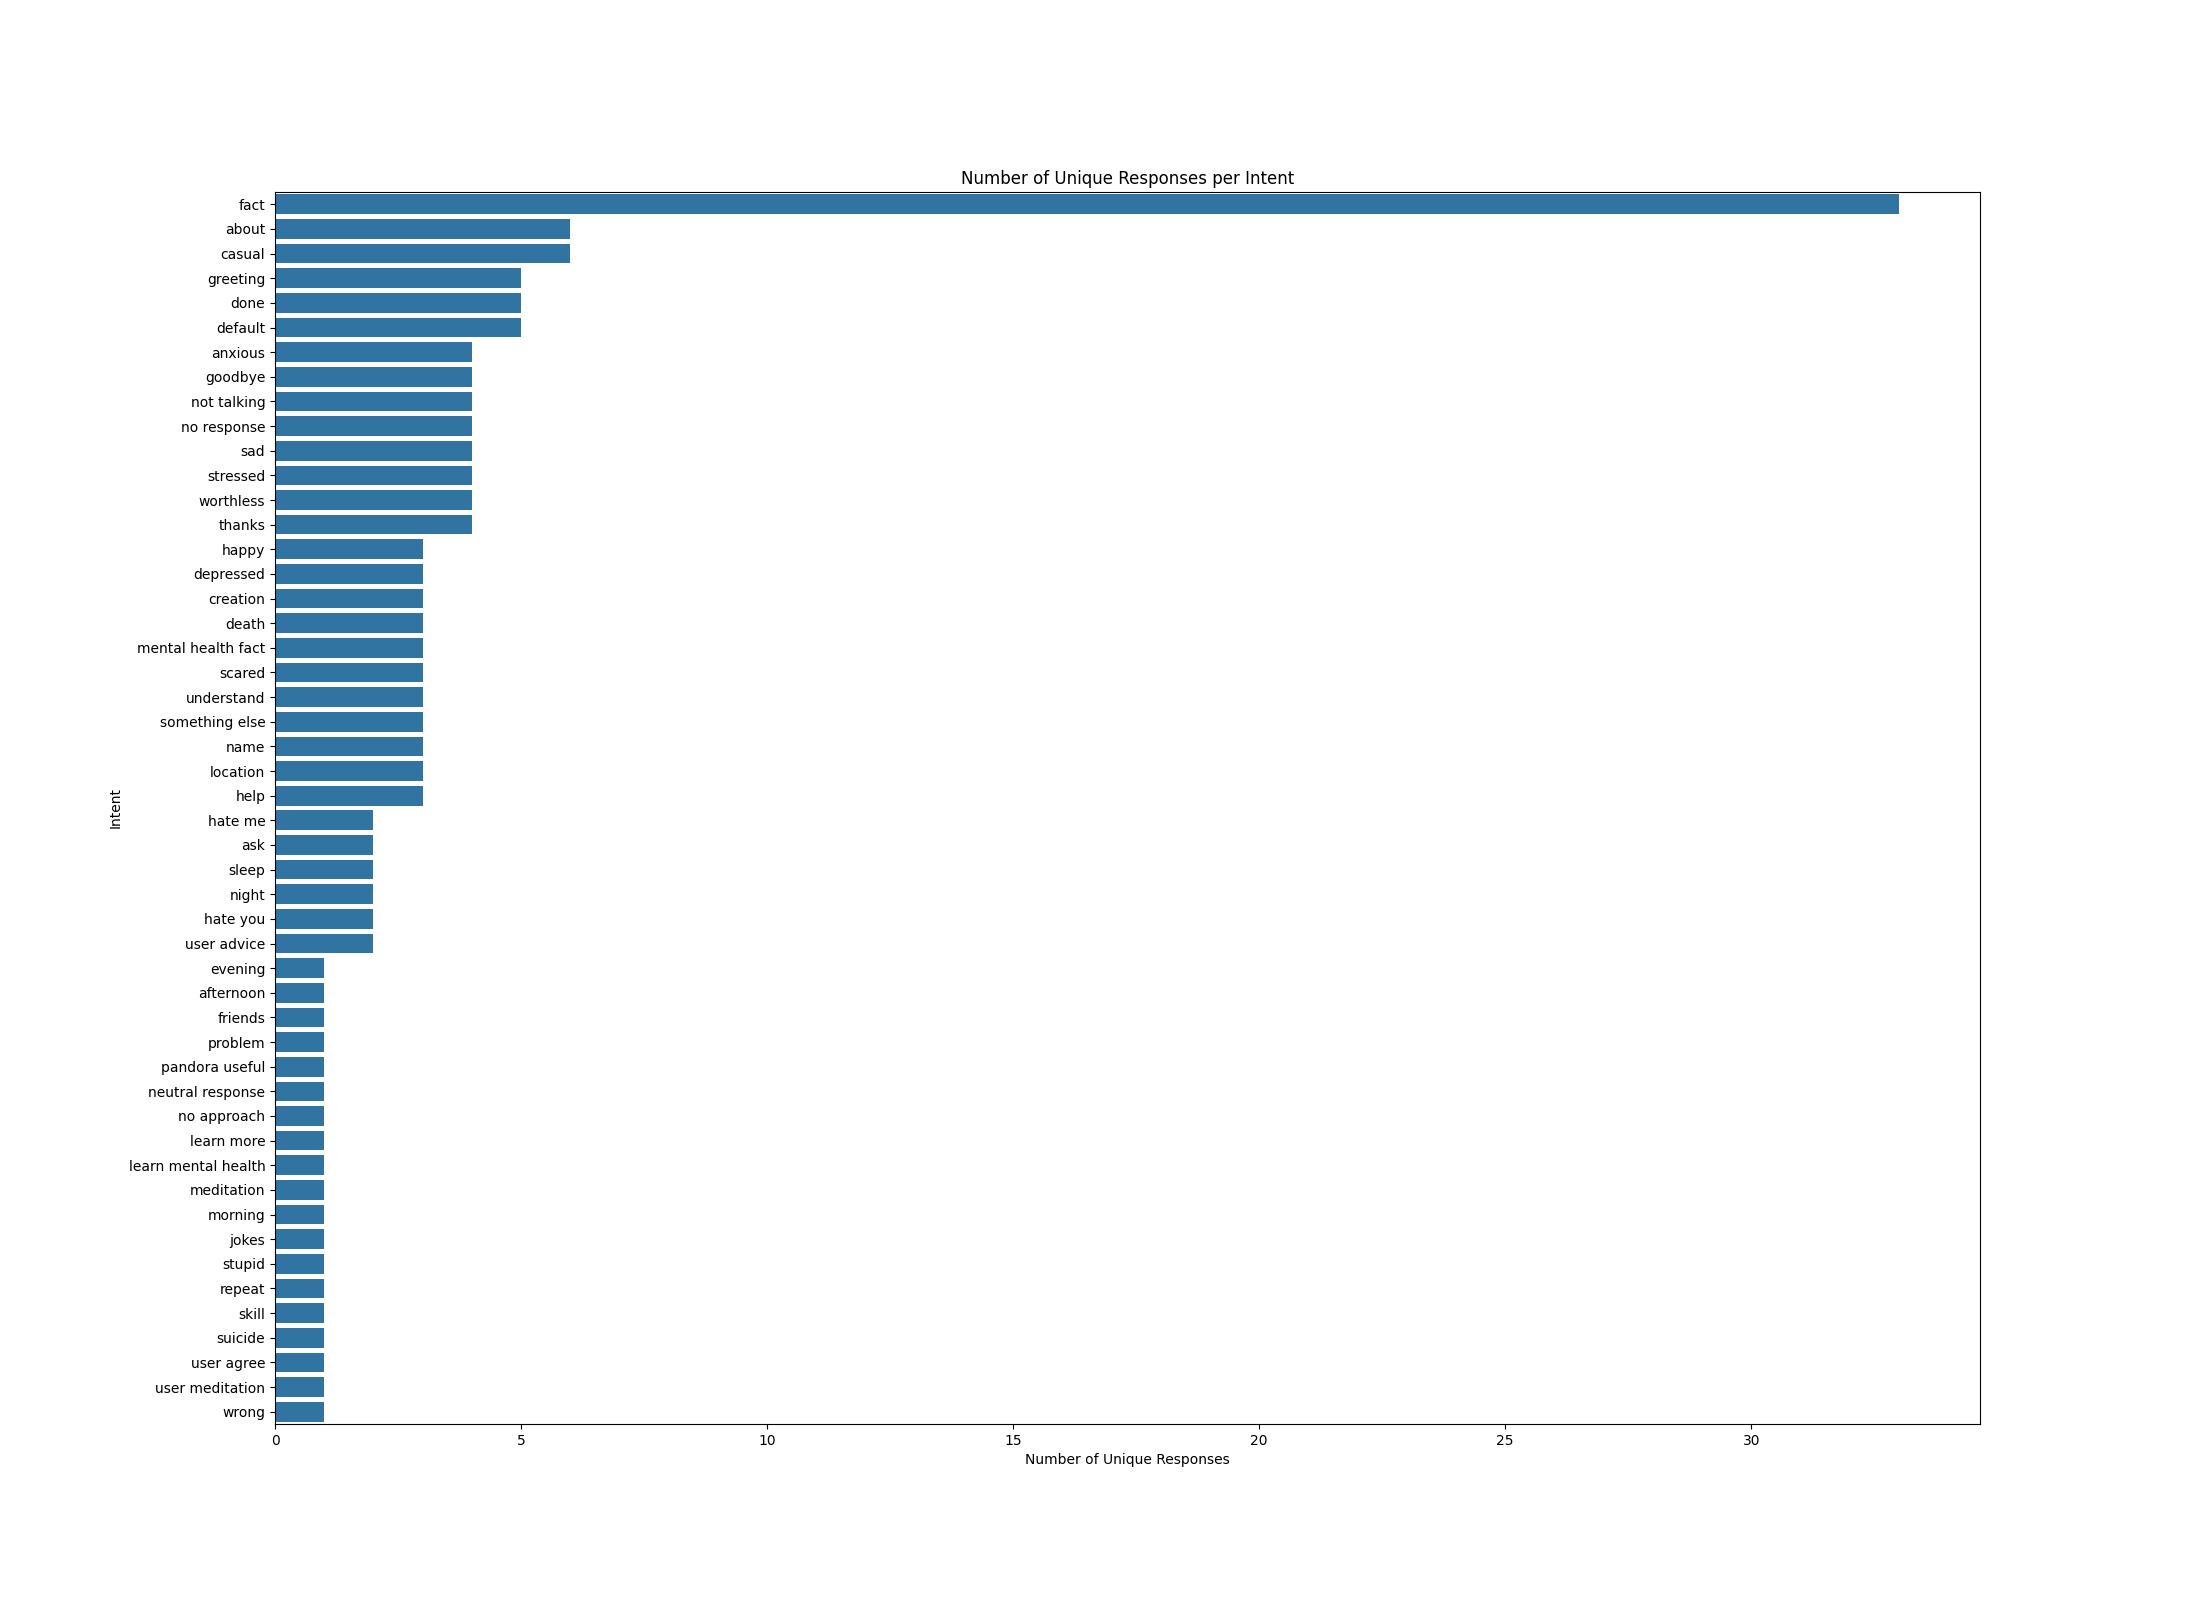 Number of Unique Responses per Intent
fact
about
casual
greeting
done
default
anxious
goodbye
not talking
no response
sad
stressed
worthless
thanks
happy
depressed
creation
death
mental health fact
scared
understand
something else
name
location
help
hate me
ask
sleep
night
hate you
user advice
evening
afternoon
friends
problem
pandora useful
neutral response
no approach
learn more
learn mental health
meditation
morning
jokes
stupid
repeat
skill
suicide
user agree
user meditation
wrong
Intent
0 5 10 15 20 25 30
Number of Unique Responses